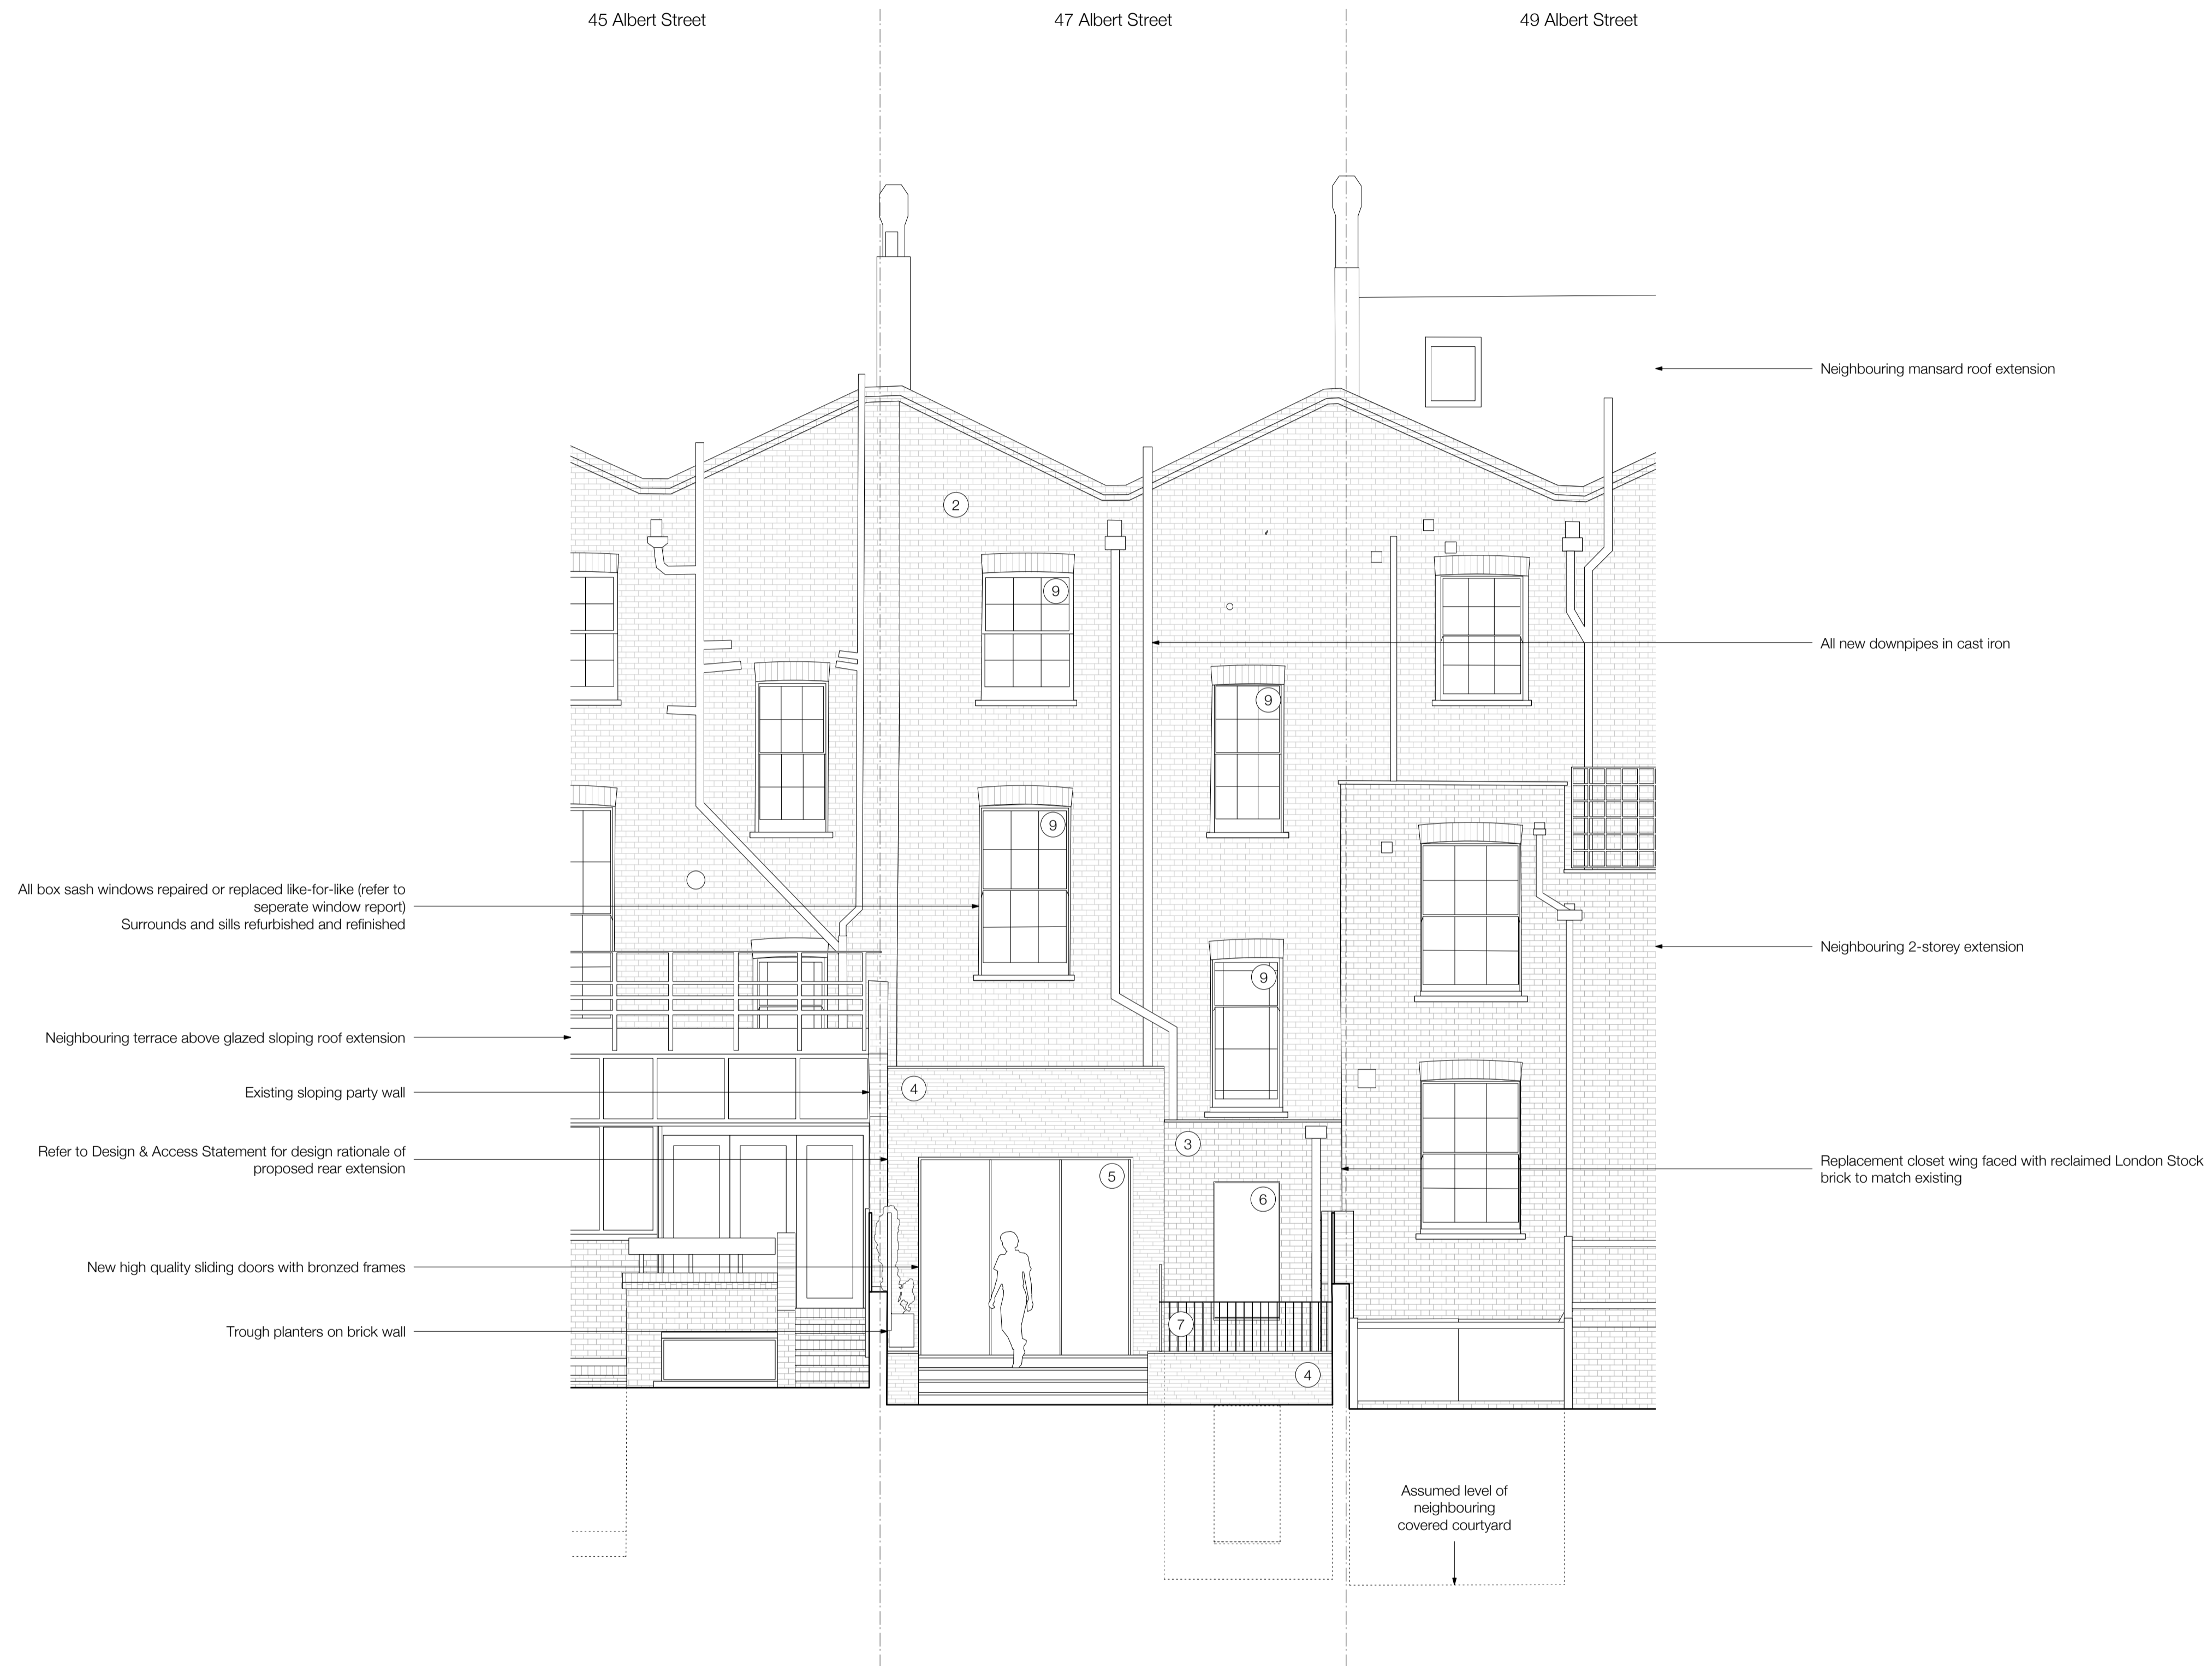 45 Albert Street
47 Albert Street
49 Albert Street
Neighbouring mansard roof extension
2
9
All new downpipes in cast iron
9
9
All box sash windows repaired or replaced like-for-like (refer to
seperate window report)
Surrounds and sills refurbished and refinished
Neighbouring 2-storey extension
9
Neighbouring terrace above glazed sloping roof extension
Existing sloping party wall
4
3
Refer to Design & Access Statement for design rationale of
proposed rear extension
5
6
Replacement closet wing faced with reclaimed London Stock
brick to match existing
New high quality sliding doors with bronzed frames
Trough planters on brick wall
7
4
Assumed level of
neighbouring
covered courtyard